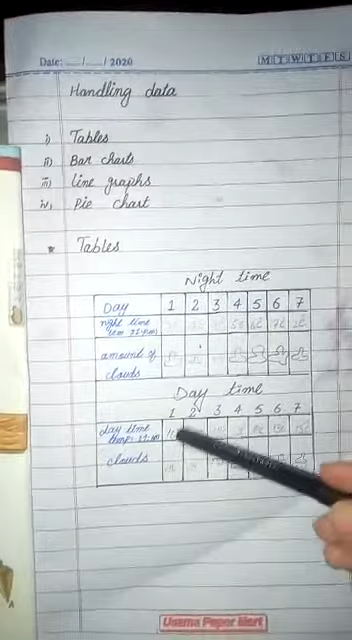 Date: __/__/2020
M T W T F S
Handling data
i) Tables
ii) Bar charts
iii) line graphs
iv) Pie chart
* Tables
Night time
DAY 1 2 3 4 5 6 7
night time
amount of
clouds
Day time
1 2 3 4 5 6 7
day time
clouds
Usama Paper Mart